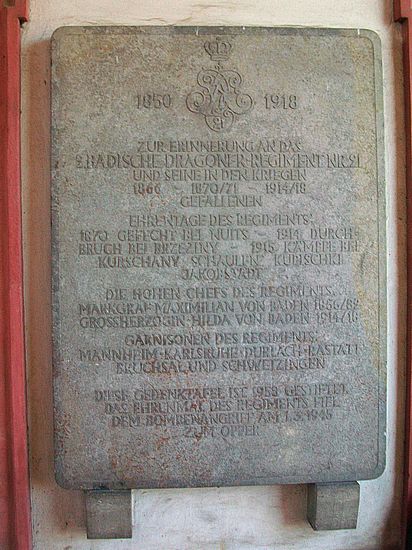 1850 1918
ZUR ERINNERUNG AN DAS
2. BADISCHE DRAGONER-REGIMENT NR. 21
UND SEINE IN DEN KRIEGEN
1866 - 1870/71 - 1914/18
GEFALLENEN
EHRENTAGE DES REGIMENTS:
1870 GEFECHT BEI NUITS - 1914 DURCH-
BRUCH BEI BRZEZINY - 1915 KÄMPFE BEI
KURSCHANY SCHAULEN KUBISCHKI
JAKOBSTADT
DIE HOHEN CHEFS DES REGIMENTS
MARKGRAF MAXIMILIAN VON BADEN 1856/82
GROSSHERZOGIN HILDA VON BADEN 1914/18
GARNISONEN DES REGIMENTS
MANNHEIM-KARLSRUHE-DURLACH-RASTATT
BRUCHSAL UND SCHWETZINGEN
DIESE GEDENKTAFEL IST 1958 GESTIFTET
DAS EHRENMAL DES REGIMENTS FIEL
DEM BOMBENANGRIFF AM 1.3.1945
ZUM OPFER